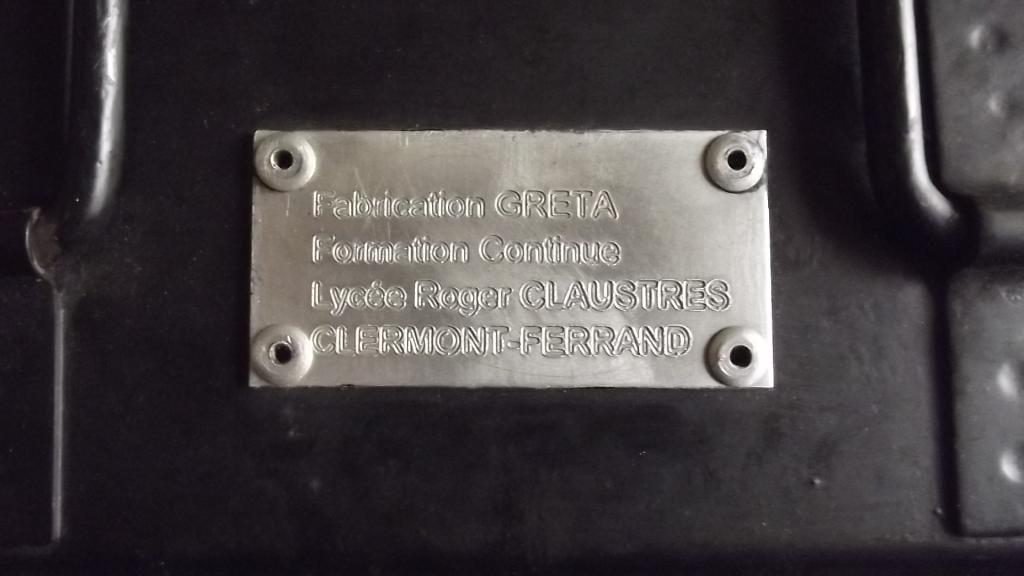 Fabrication GRETA
Formation Continue
Lycée Roger CLAUSTRES
CLERMONT-FERRAND